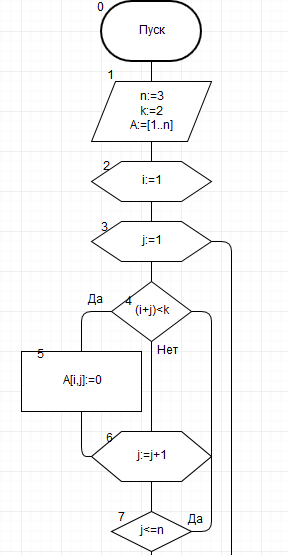 0
Пуск
1
n:=3
k:=2
A:=[1..n]
2
i:=1
3
j:=1
4
(i+j)<k
Да
Нет
5
A[i,j]:=0
6
j:=j+1
7
j<=n
Да